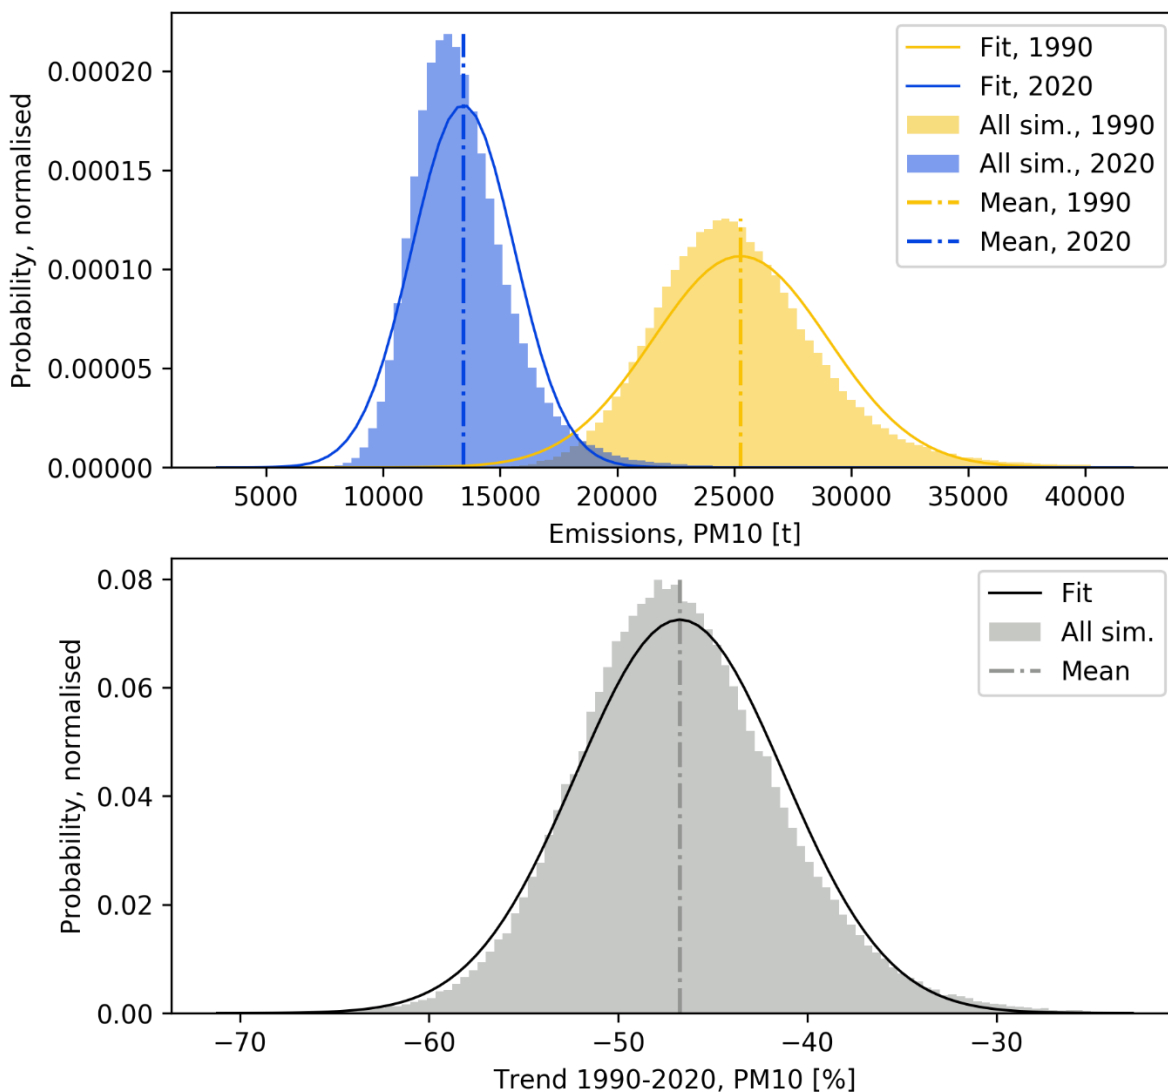 Probability, normalised
0.00020
0.00015
0.00010
0.00005
0.00000
5000 10000 15000 20000 25000 30000 35000 40000
Emissions, PM10 [t]
Fit, 1990
Fit, 2020
All sim., 1990
All sim., 2020
Mean, 1990
Mean, 2020
Probability, normalised
0.08
0.06
0.04
0.02
0.00
−70 −60 −50 −40 −30
Trend 1990-2020, PM10 [%]
Fit
All sim.
Mean